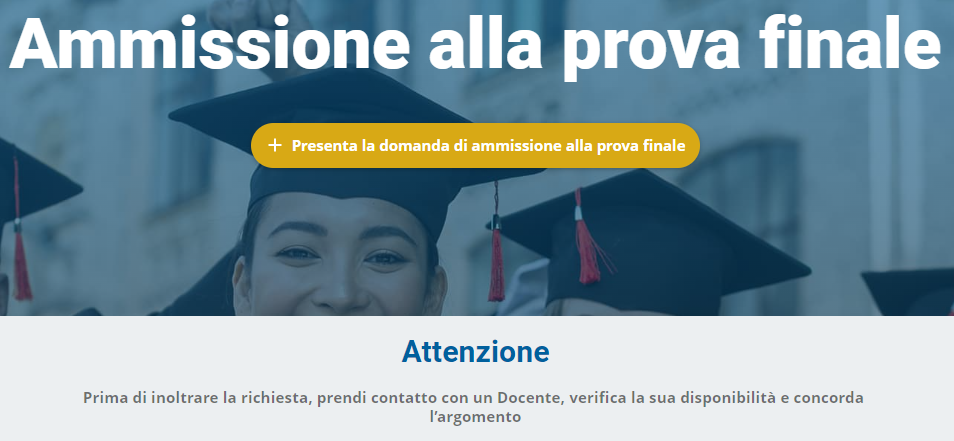 Ammissione alla prova finale
+ Presenta la domanda di ammissione alla prova finale
Attenzione
Prima di inoltrare la richiesta, prendi contatto con un Docente, verifica la sua disponibilità e concorda
l'argomento